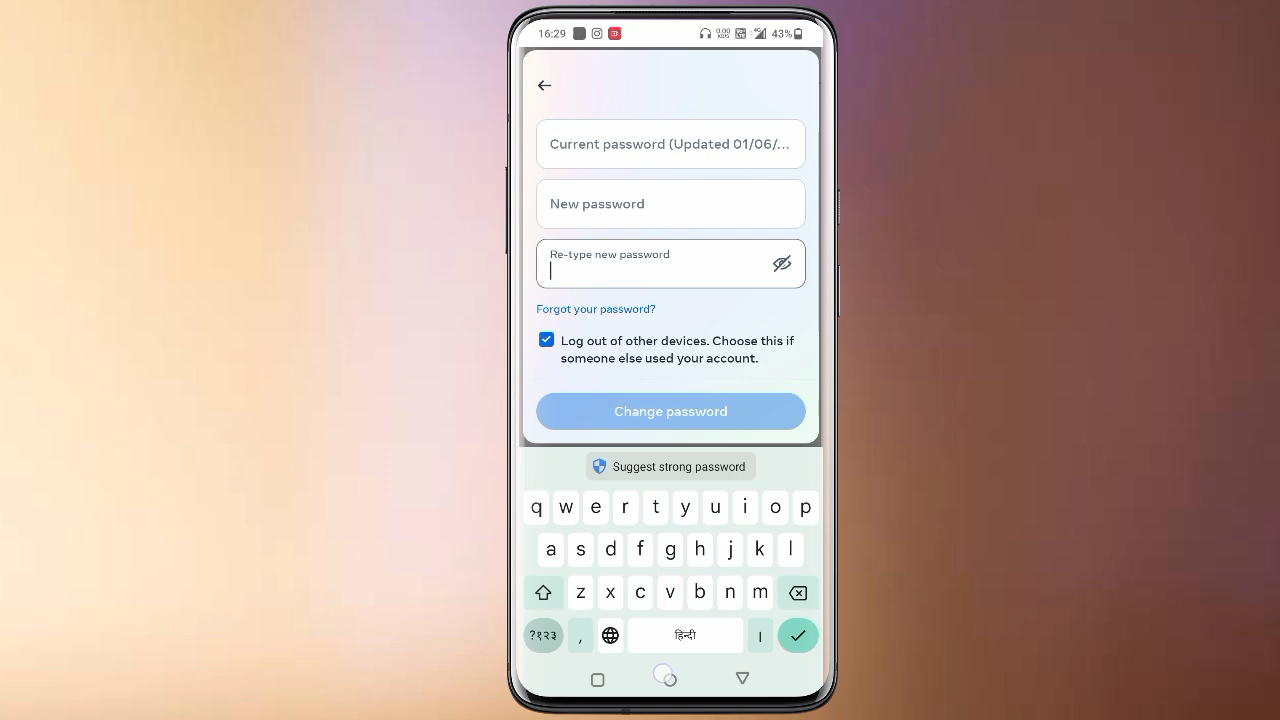 16:29 0.00 KB/S 4G 43%
Current password (Updated 01/06/...
New password
Re-type new password
Forgot your password?
Log out of other devices. Choose this if
someone else used your account.
Change password
Suggest strong password
q w e r t y u i o p
a s d f g h j k l
z x c v b n m
?१२३ , हिन्दी ।